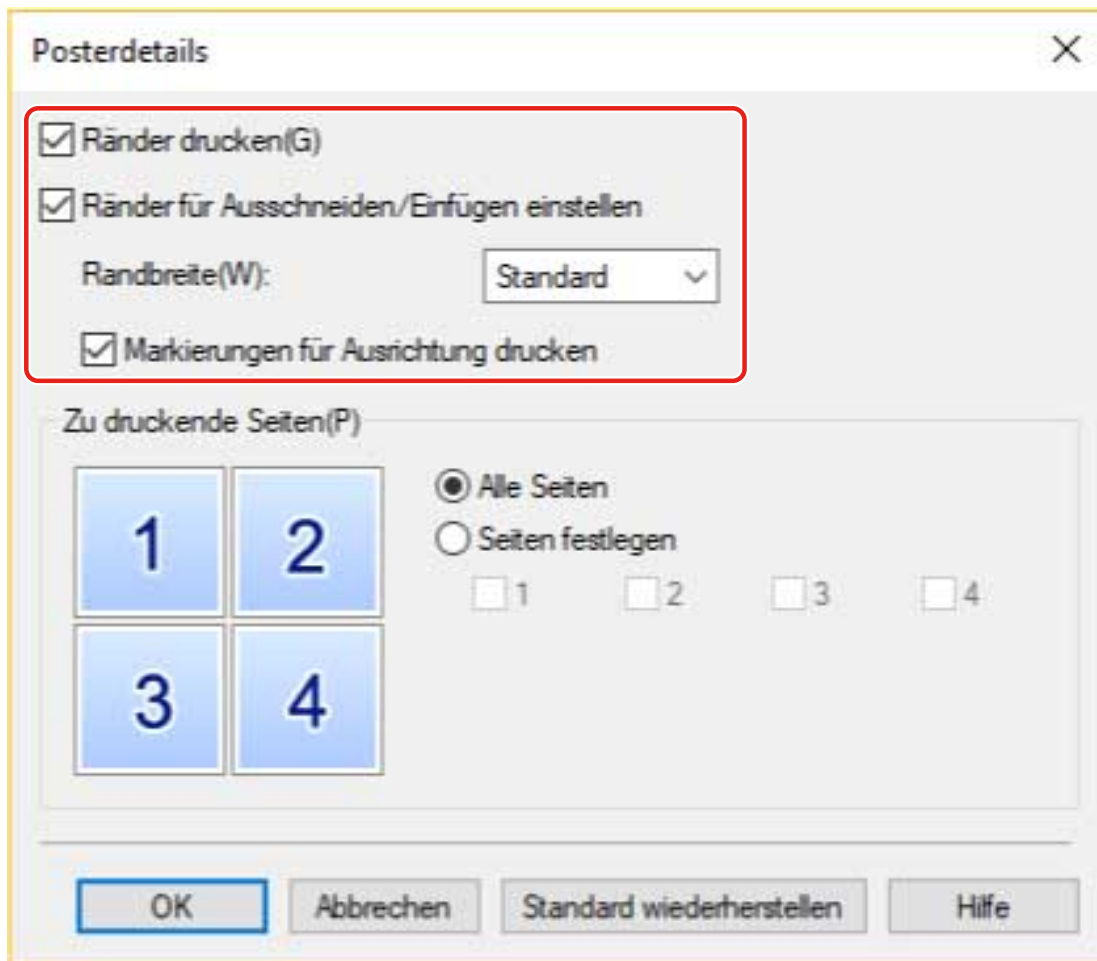 Posterdetails
Ränder drucken(G)
Ränder für Ausschneiden/Einfügen einstellen
Randbreite(W): Standard
Markierungen für Ausrichtung drucken
Zu druckende Seiten(P)
1 2
3 4
Alle Seiten
Seiten festlegen
1 2 3 4
OK Abbrechen Standard wiederherstellen Hilfe